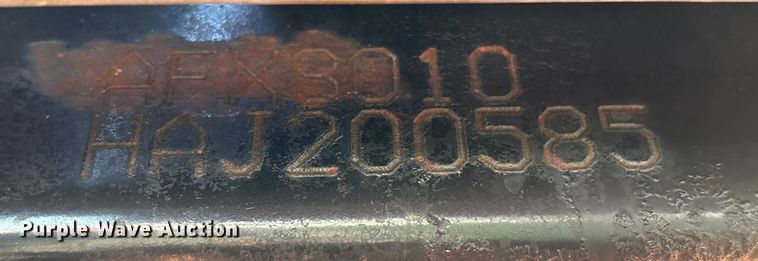 AFX8010
HAJ200585
Purple Wave Auction